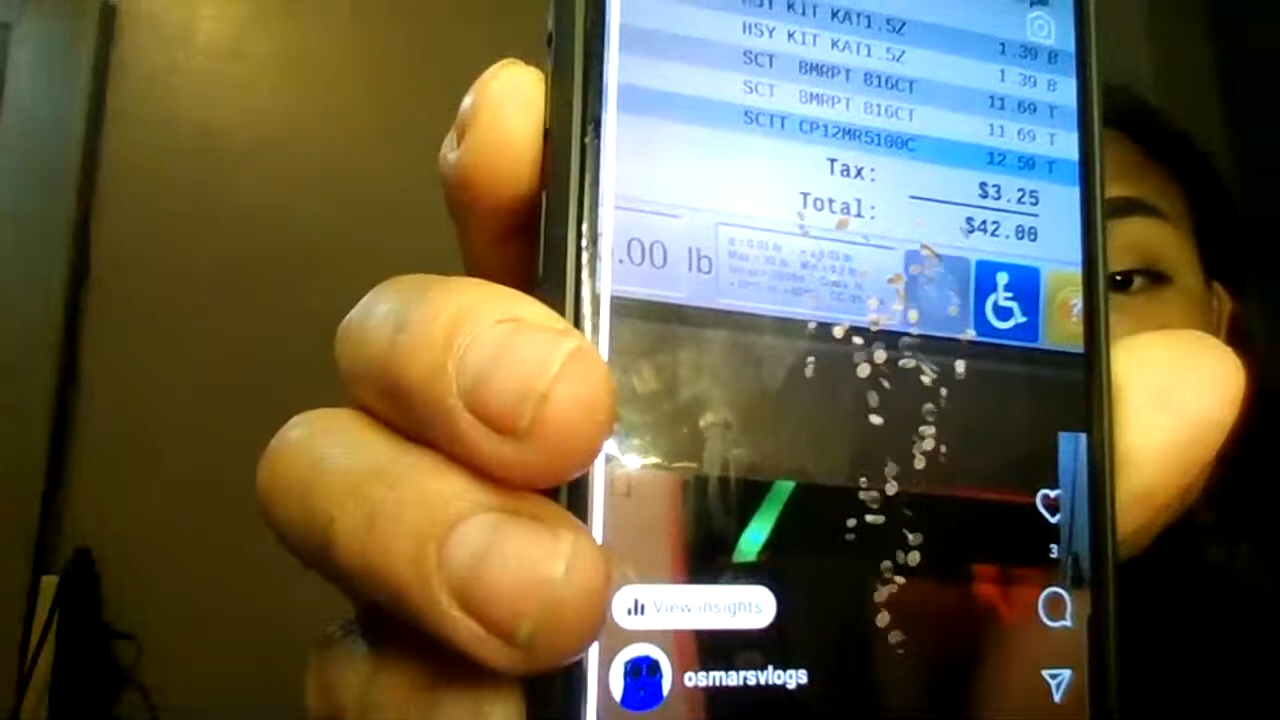 KIT KAT1.5Z 1.39 B
HSY KIT KAT1.5Z 1.39 B
SCT BMRPT 816CT 11.69 T
SCT BMRPT 816CT 11.69 T
SCTT CP12MR5100C 12.59 T
Tax: $3.25
Total: $42.00
.00 lb
View insights
3
osmarsvlogs